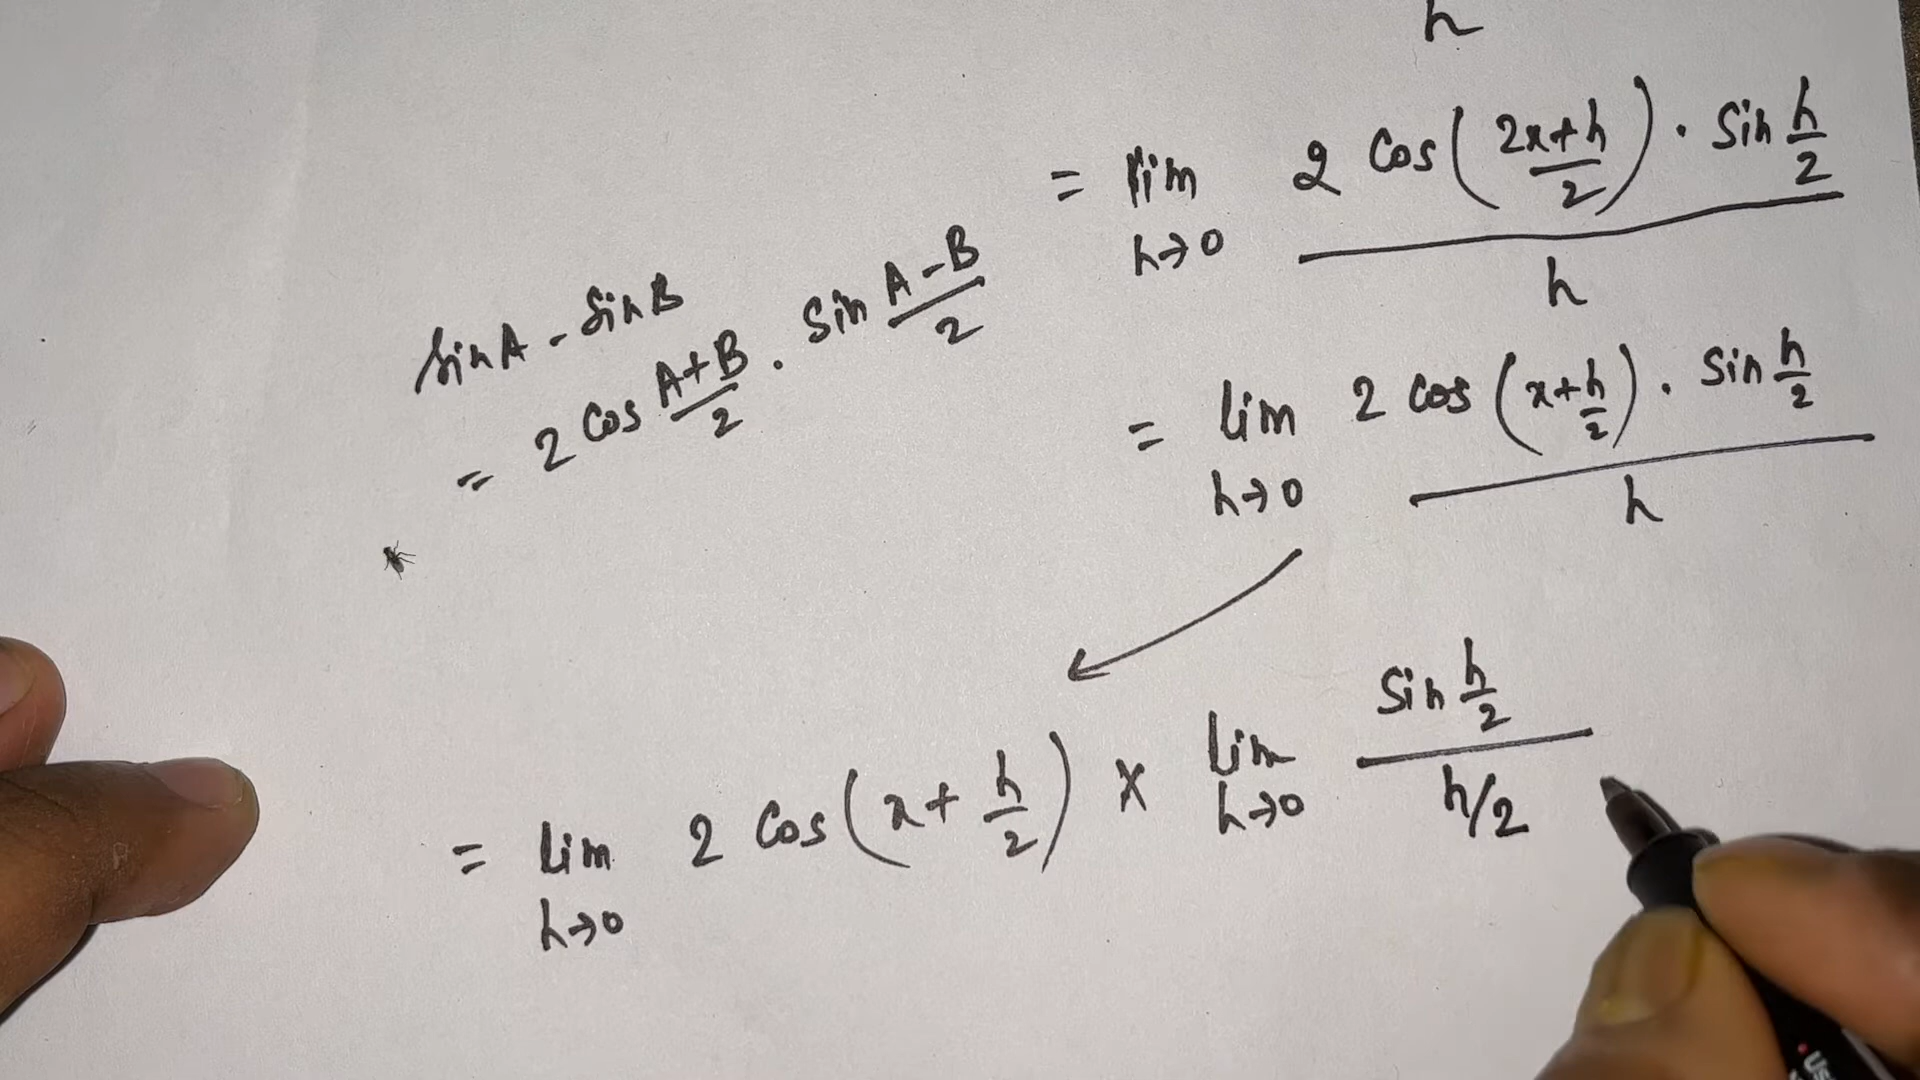 h
= lim h→0 2 cos(2x+h/2) · sin h/2
h
sinA - sinB
= 2 cos A+B/2 · sin A-B/2
= lim h→0 2 cos (x+h/2) · sin h/2
h
= lim h→0 2 cos(x+h/2) × lim h→0 sin h/2
h/2